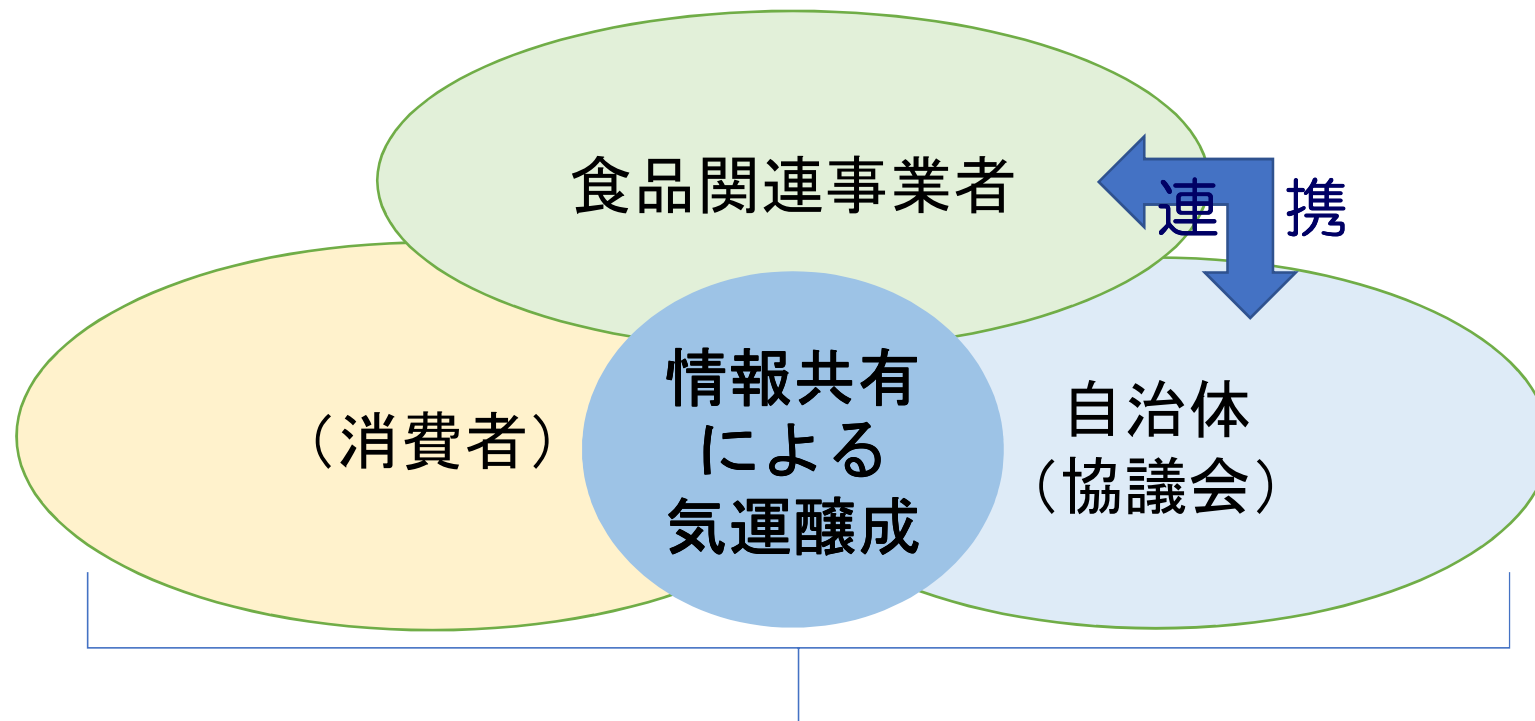 食品関連事業者
連携
（消費者）
情報共有
による
気運醸成
自治体
（協議会）